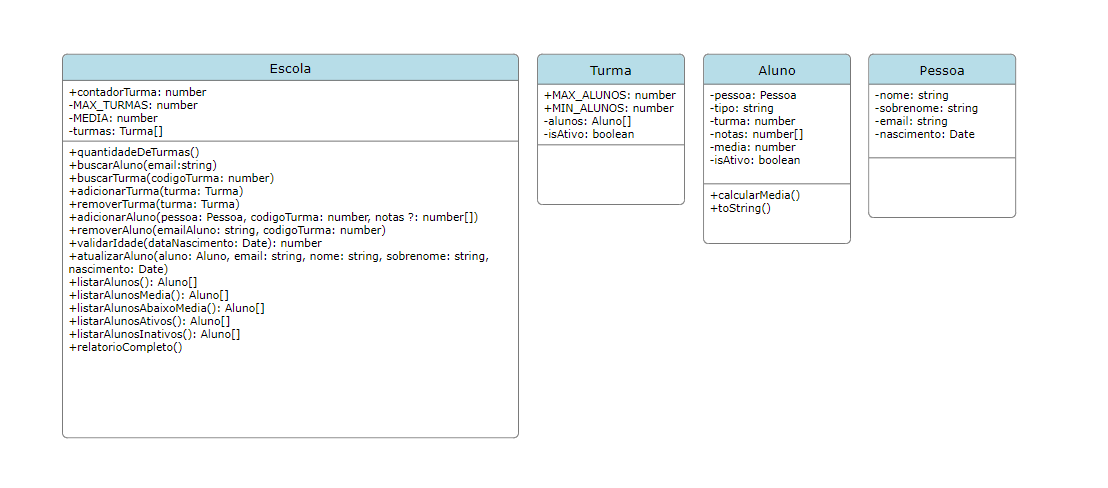 Escola
+contadorTurma: number
-MAX_TURMAS: number
-MEDIA: number
-turmas: Turma[]
+quantidadeDeTurmas()
+buscarAluno(email:string)
+buscarTurma(codigoTurma: number)
+adicionarTurma(turma: Turma)
+removerTurma(turma: Turma)
+adicionarAluno(pessoa: Pessoa, codigoTurma: number, notas ?: number[])
+removerAluno(emailAluno: string, codigoTurma: number)
+validarIdade(dataNascimento: Date): number
+atualizarAluno(aluno: Aluno, email: string, nome: string, sobrenome: string,
nascimento: Date)
+listarAlunos(): Aluno[]
+listarAlunosMedia(): Aluno[]
+listarAlunosAbaixoMedia(): Aluno[]
+listarAlunosAtivos(): Aluno[]
+listarAlunosInativos(): Aluno[]
+relatorioCompleto()
Turma
+MAX_ALUNOS: number
+MIN_ALUNOS: number
-alunos: Aluno[]
-isAtivo: boolean
Aluno
-pessoa: Pessoa
-tipo: string
-turma: number
-notas: number[]
-media: number
-isAtivo: boolean
+calcularMedia()
+toString()
Pessoa
-nome: string
-sobrenome: string
-email: string
-nascimento: Date